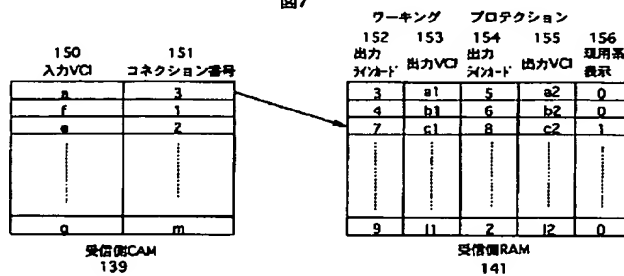 図7
ワーキング プロテクション
150 151
入力VCI コネクション番号
a 3
f 1
e 2
g m
受信側CAM
139
152 153 154 155 156
出力ラインカード 出力VCI 出力ラインカード 出力VCI 現用系表示
3 a1 5 a2 0
4 b1 6 b2 0
7 c1 8 c2 1
9 l1 2 l2 0
受信側RAM
141